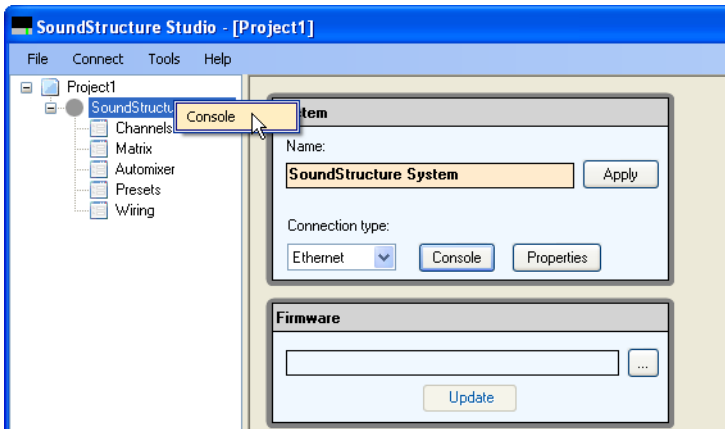 SoundStructure Studio - [Project1]
File Connect Tools Help
Project1
SoundStructu
Console
Channels
Matrix
Automixer
Presets
Wiring
tem
Name:
SoundStructure System
Apply
Connection type:
Ethernet
Console
Properties
Firmware
...
Update